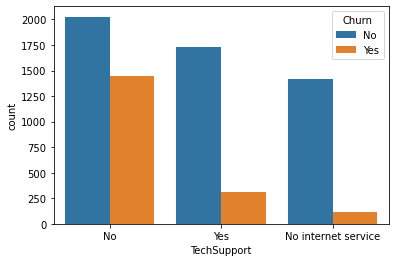 2000
1750
1500
1250
1000
750
500
250
0
count
Churn
No
Yes
No
Yes
No internet service
TechSupport